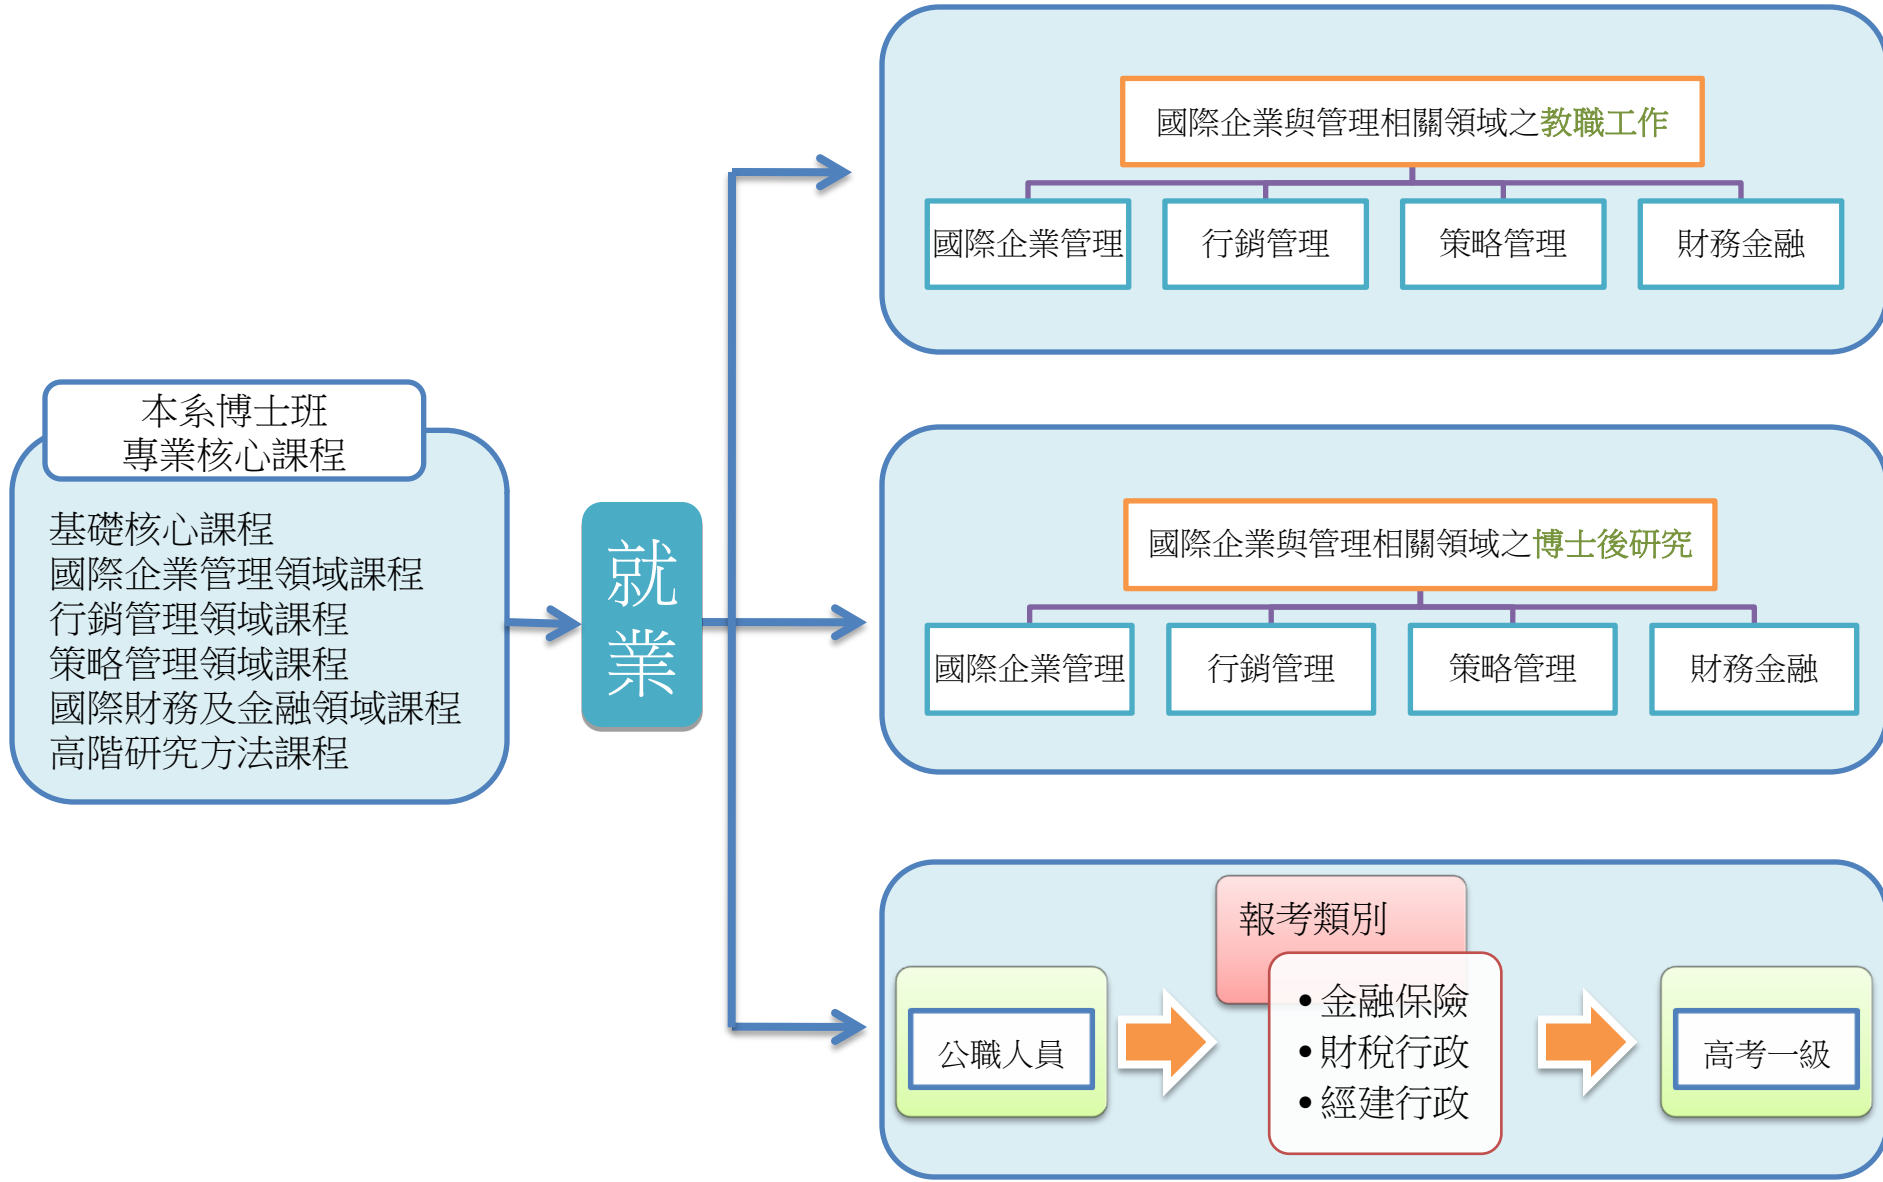 本系博士班
專業核心課程
基礎核心課程
國際企業管理領域課程
行銷管理領域課程
策略管理領域課程
國際財務及金融領域課程
高階研究方法課程
就
業
國際企業與管理相關領域之教職工作
國際企業管理
行銷管理
策略管理
財務金融
國際企業與管理相關領域之博士後研究
國際企業管理
行銷管理
策略管理
財務金融
公職人員
報考類別
•金融保險
•財稅行政
•經建行政
高考一級